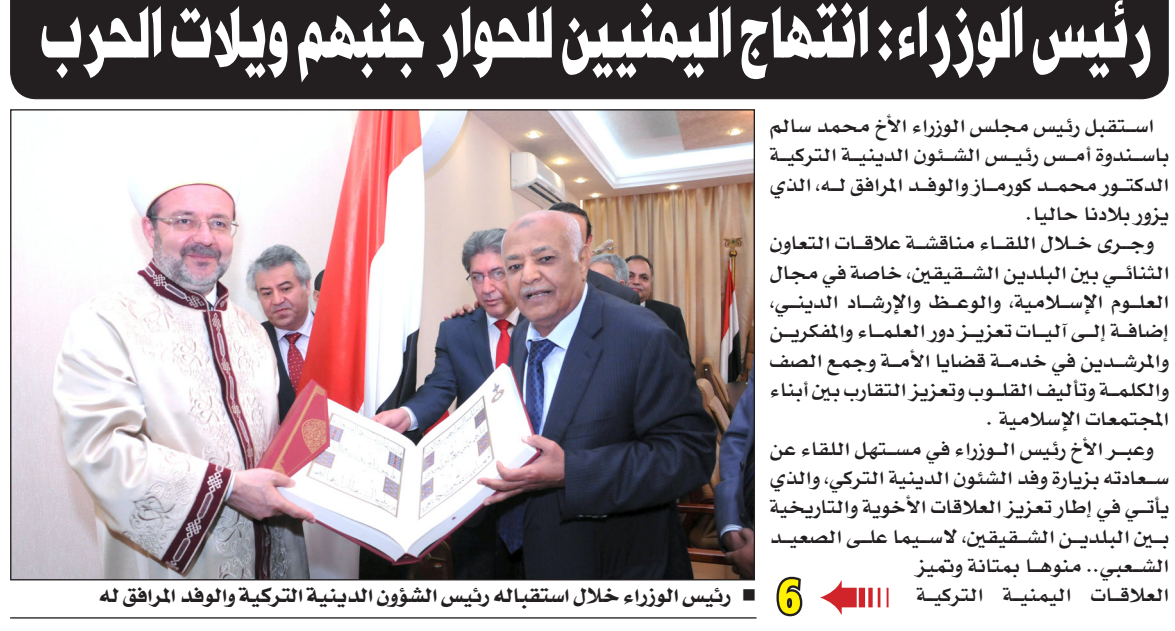 رئيس الوزراء: انتهاج اليمنيين للحوار جنبهم ويلات الحرب
استقبل رئيس مجلس الوزراء الأخ محمد سالم
باسندوة أمس رئيس الشئون الدينية التركية
الدكتور محمد كورماز والوفد المرافق له، الذي
يزور بلادنا حاليا.
وجرى خلال اللقاء مناقشة علاقات التعاون
الثنائي بين البلدين الشقيقين، خاصة في مجال
العلوم الإسلامية، والوعظ والإرشاد الديني،
إضافة إلى آليات تعزيز دور العلماء والمفكرين
والمرشدين في خدمة قضايا الأمة وجمع الصف
والكلمة وتأليف القلوب وتعزيز التقارب بين أبناء
المجتمعات الإسلامية .
وعبر الأخ رئيس الوزراء في مستهل اللقاء عن
سعادته بزيارة وفد الشئون الدينية التركي، والذي
يأتي في إطار تعزيز العلاقات الأخوية والتاريخية
بين البلدين الشقيقين، لاسيما على الصعيد
الشعبي.. منوها بمتانة وتميز
العلاقات اليمنية التركية
6
■ رئيس الوزراء خلال استقباله رئيس الشؤون الدينية التركية والوفد المرافق له